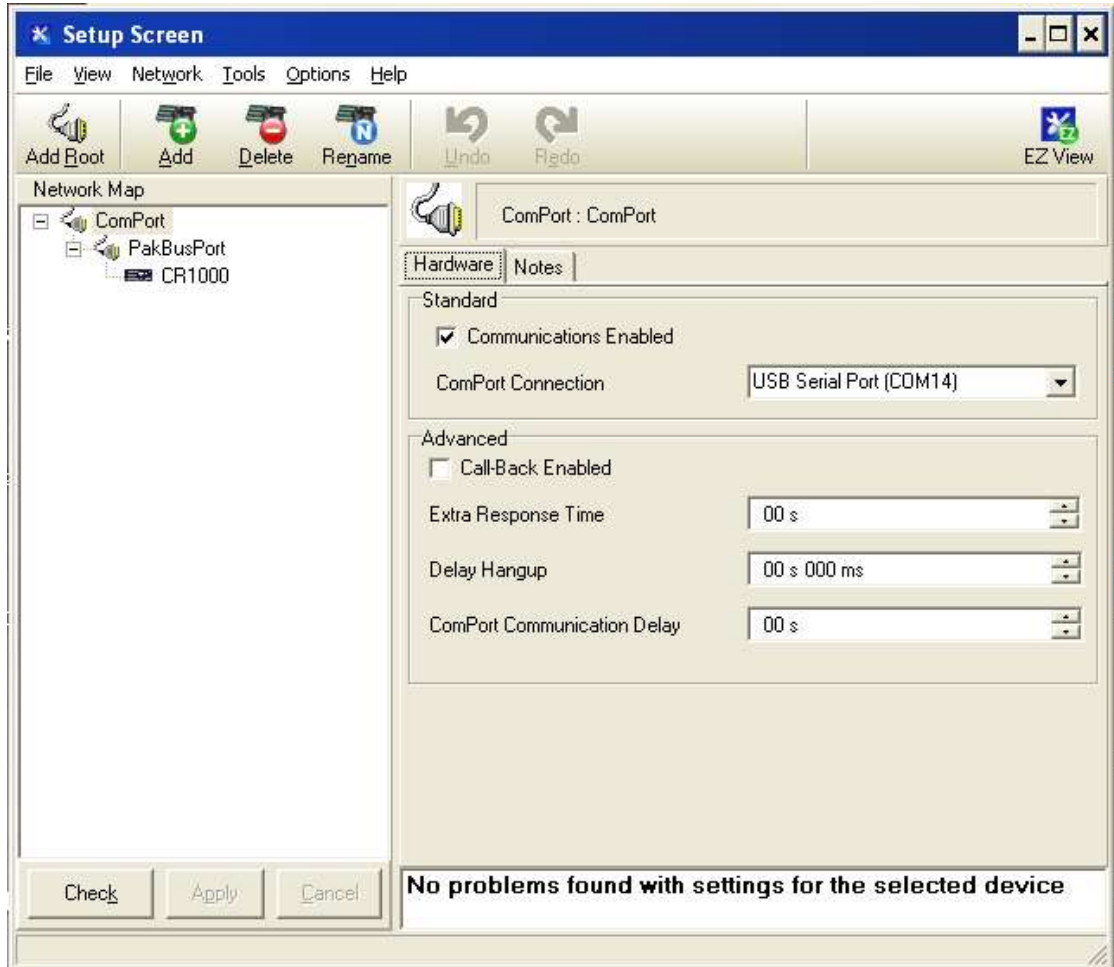 Setup Screen
File View Network Tools Options Help
Add Root Add Delete Rename Undo Redo EZ View
N
EZ
Network Map
ComPort
PakBusPort
CR1000
ComPort : ComPort
Hardware Notes
Standard
Communications Enabled
ComPort Connection USB Serial Port (COM14)
Advanced
Call-Back Enabled
Extra Response Time 00 s
Delay Hangup 00 s 000 ms
ComPort Communication Delay 00 s
Check Apply Cancel
No problems found with settings for the selected device